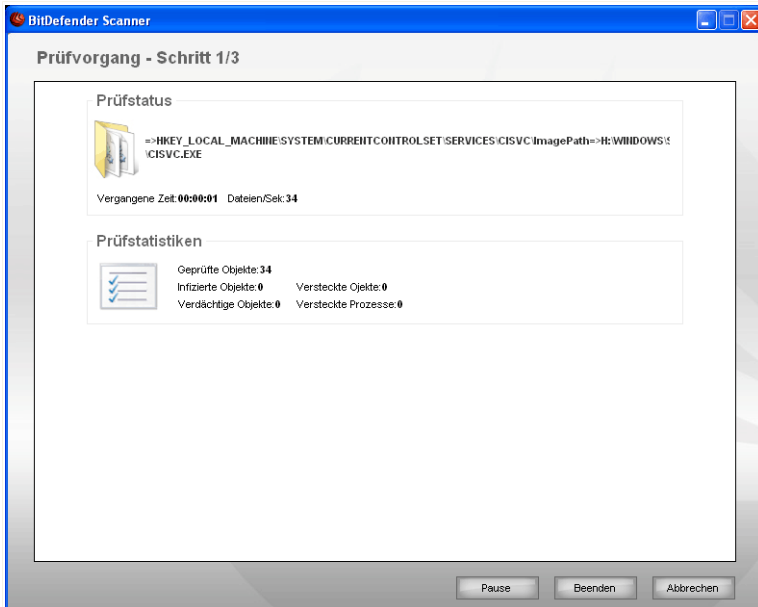 BitDefender Scanner
Prüfvorgang - Schritt 1/3
Prüfstatus
=>HKEY_LOCAL_MACHINE\SYSTEM\CURRENTCONTROLSET\SERVICES\CISVC\ImagePath=>H:\WINDOWS\
\CISVC.EXE
Vergangene Zeit:00:00:01 Dateien/Sek:34
Prüfstatistiken
Geprüfte Objekte:34
Infizierte Objekte:0 Versteckte Ojekte:0
Verdächtige Objekte:0 Versteckte Prozesse:0
Pause Beenden Abbrechen